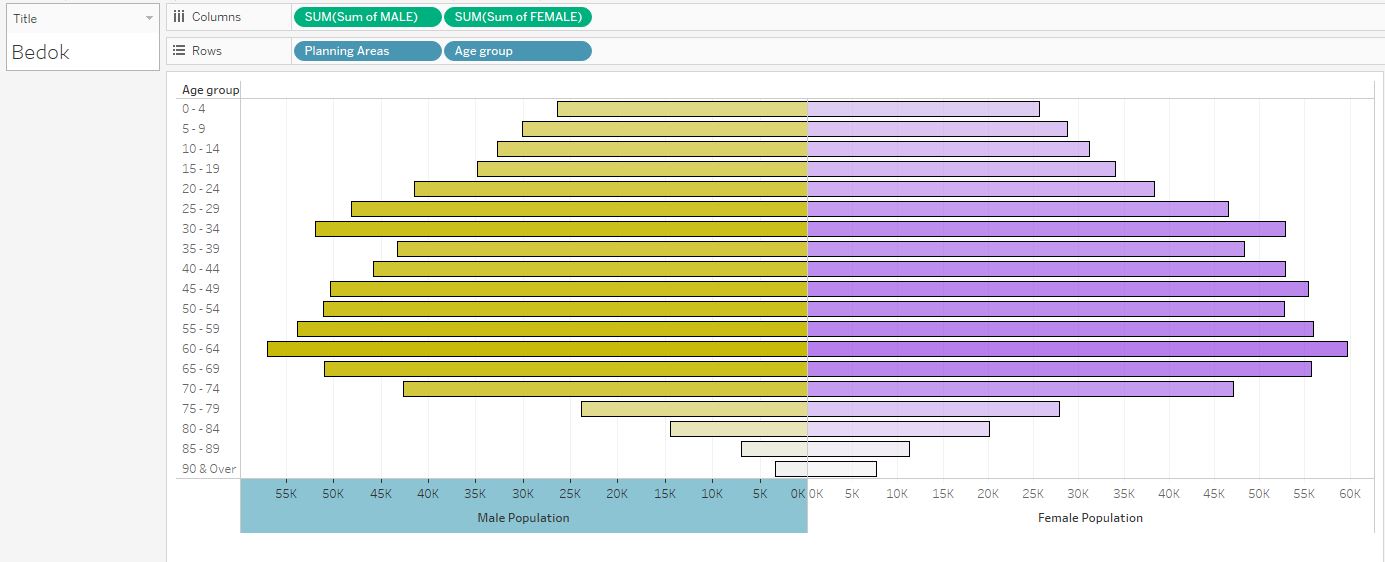 Title
Bedok
Columns SUM(Sum of MALE) SUM(Sum of FEMALE)
Rows Planning Areas Age group
Age group
0 - 4
5 - 9
10 - 14
15 - 19
20 - 24
25 - 29
30 - 34
35 - 39
40 - 44
45 - 49
50 - 54
55 - 59
60 - 64
65 - 69
70 - 74
75 - 79
80 - 84
85 - 89
90 & Over
55K 50K 45K 40K 35K 30K 25K 20K 15K 10K 5K 0K 0K 5K 10K 15K 20K 25K 30K 35K 40K 45K 50K 55K 60K
Male Population Female Population